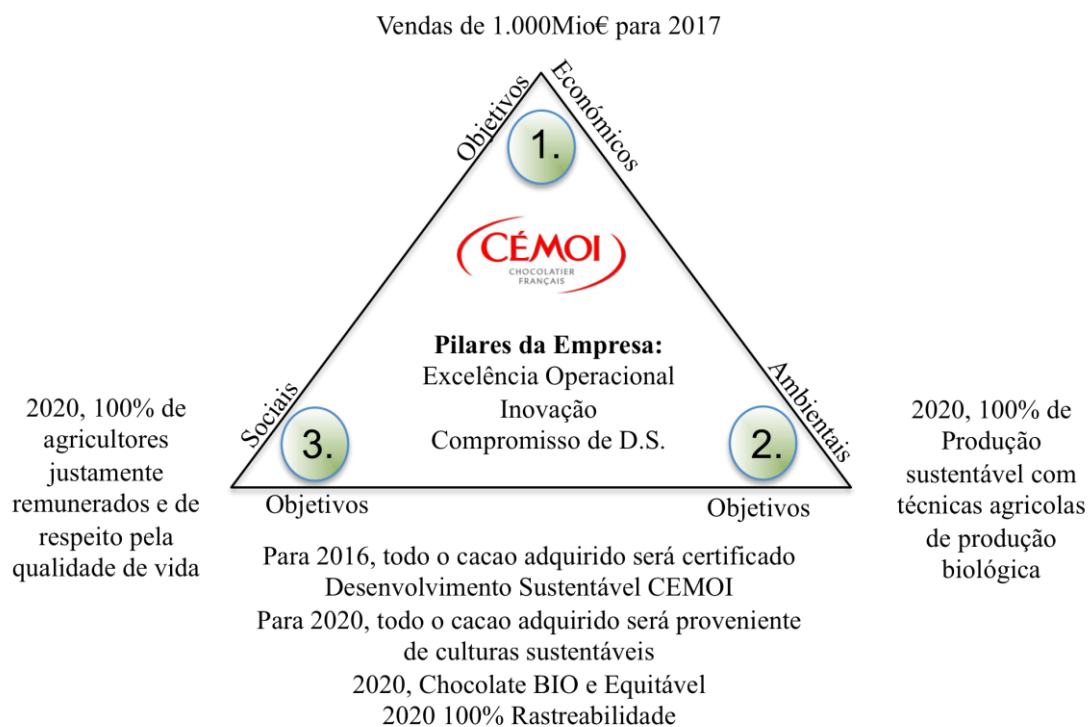 Vendas de 1.000Mio€ para 2017
Objetivos
Económicos
1.
CÉMOI
CHOCOLATIER
FRANÇAIS
Pilares da Empresa:
Excelência Operacional
Inovação
Compromisso de D.S.
Sociais
3.
Objetivos
Ambientais
2.
Objetivos
2020, 100% de
agricultores
justamente
remunerados e de
respeito pela
qualidade de vida
2020, 100% de
Produção
sustentável com
técnicas agricolas
de produção
biológica
Para 2016, todo o cacao adquirido será certificado
Desenvolvimento Sustentável CEMOI
Para 2020, todo o cacao adquirido será proveniente
de culturas sustentáveis
2020, Chocolate BIO e Equitável
2020 100% Rastreabilidade